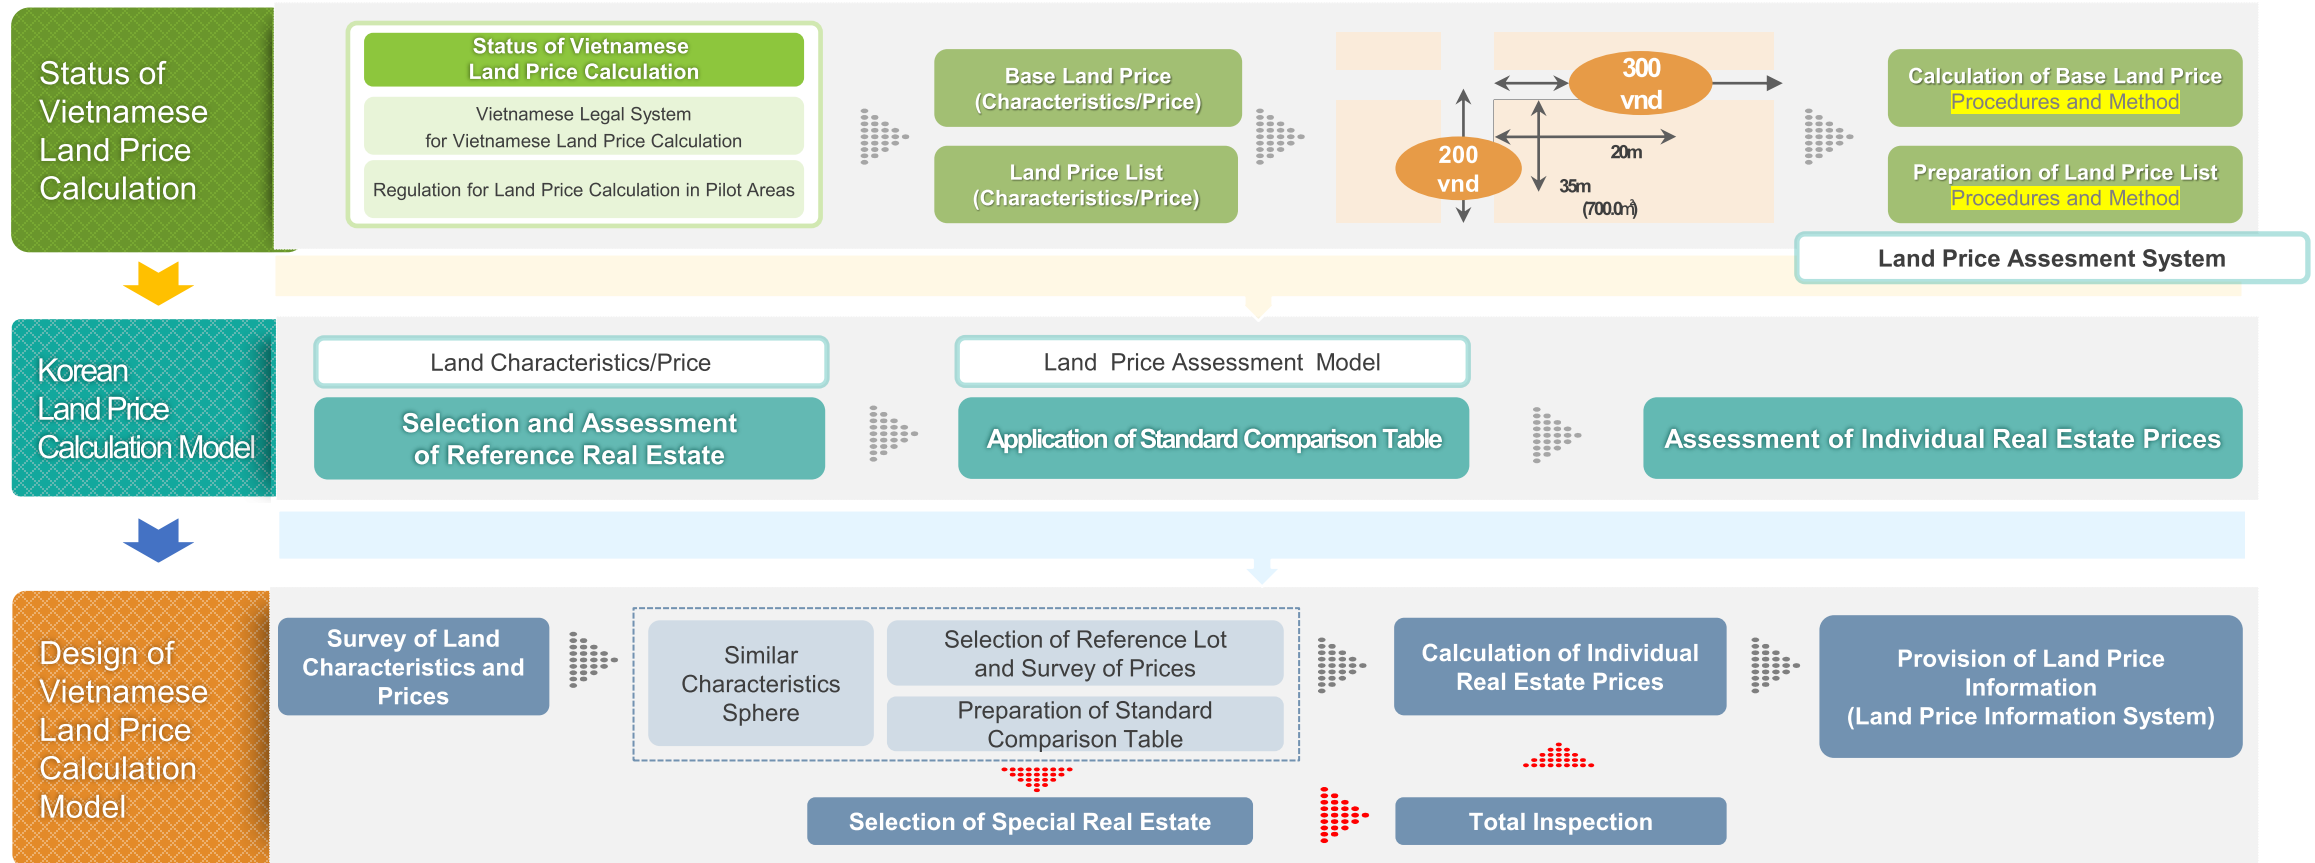 Status of
Vietnamese
Land Price
Calculation
Status of Vietnamese
Land Price Calculation
Vietnamese Legal System
for Vietnamese Land Price Calculation
Regulation for Land Price Calculation in Pilot Areas
Base Land Price
(Characteristics/Price)
Land Price List
(Characteristics/Price)
300
vnd
200
vnd
20m
35m
(700.0㎡)
Calculation of Base Land Price
Procedures and Method
Preparation of Land Price List
Procedures and Method
Land Price Assesment System
Korean
Land Price
Calculation Model
Land Characteristics/Price
Selection and Assessment
of Reference Real Estate
Land Price Assessment Model
Application of Standard Comparison Table
Assessment of Individual Real Estate Prices
Design of
Vietnamese
Land Price
Calculation
Model
Survey of Land
Characteristics and
Prices
Similar
Characteristics
Sphere
Selection of Reference Lot
and Survey of Prices
Preparation of Standard
Comparison Table
Calculation of Individual
Real Estate Prices
Provision of Land Price
Information
(Land Price Information System)
Selection of Special Real Estate
Total Inspection